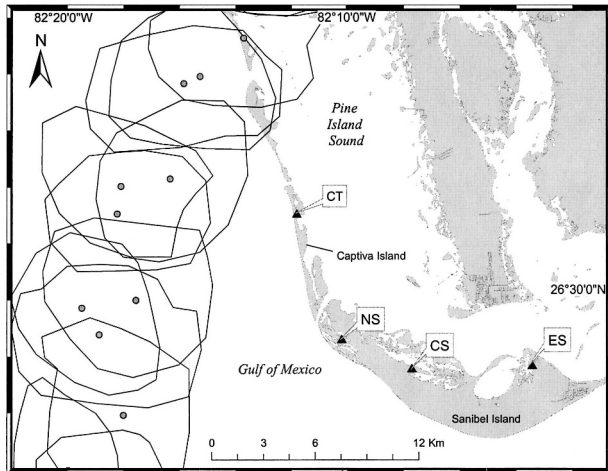 82°20'0"W
82°10'0"W
N
Pine
Island
Sound
CT
Captiva Island
26°30'0"N
NS
CS
ES
Gulf of Mexico
Sanibel Island
0 3 6 12 Km